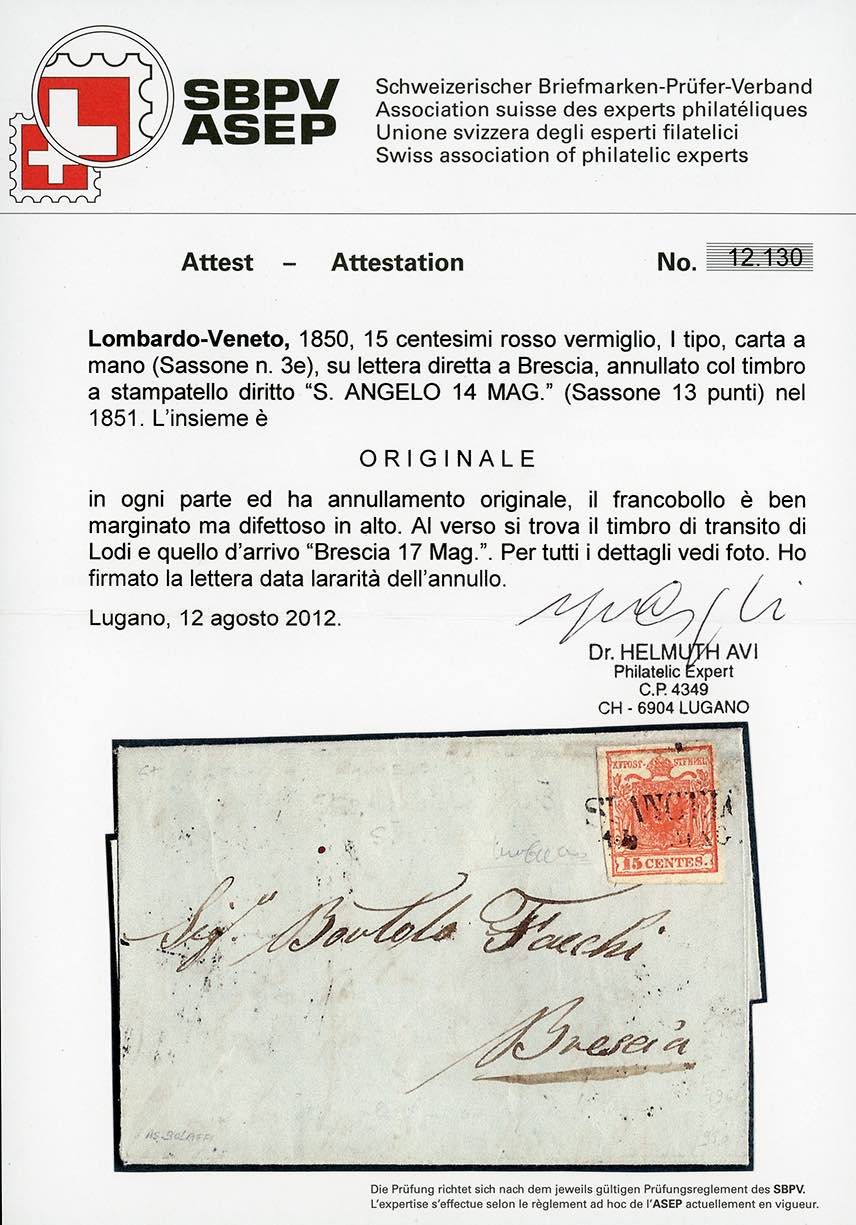 SBPV
ASEP
Schweizerischer Briefmarken-Prüfer-Verband
Association suisse des experts philatéliques
Unione svizzera degli esperti filatelici
Swiss association of philatelic experts
Attest – Attestation No. 12.130
Lombardo-Veneto, 1850, 15 centesimi rosso vermiglio, I tipo, carta a
mano (Sassone n. 3e), su lettera diretta a Brescia, annullato col timbro
a stampatello diritto “S. ANGELO 14 MAG.” (Sassone 13 punti) nel
1851. L’insieme è
ORIGINALE
in ogni parte ed ha annullamento originale, il francobollo è ben
marginato ma difettoso in alto. Al verso si trova il timbro di transito di
Lodi e quello d’arrivo “Brescia 17 Mag.”. Per tutti i dettagli vedi foto. Ho
firmato la lettera data lararità dell’annullo.
Lugano, 12 agosto 2012.
Dr. HELMUTH AVI
Philatelic Expert
C.P. 4349
CH - 6904 LUGANO
KKPOST-STEMPEL
15 CENTES.
Sigr. Bortolo Facchi
Brescia
Die Prüfung richtet sich nach dem jeweils gültigen Prüfungsreglement des SBPV.
L’expertise s’effectue selon le règlement ad hoc de l’ASEP actuellement en vigueur.